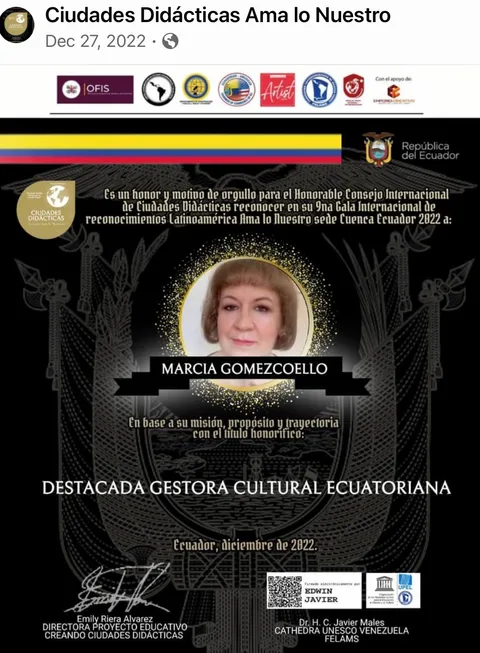 Ciudades Didácticas Ama lo Nuestro
Dec 27, 2022
OFIS
Artist
Con el apoyo de:
República
del Ecuador
CIUDADES
DIDÁCTICAS
Es un honor y motivo de orgullo para el Honorable Consejo Internacional
de Ciudades Didácticas reconocer en su 9na Gala Internacional de
reconocimientos Latinoamérica Ama lo Nuestro sede Cuenca Ecuador 2022 a:
MARCIA GOMEZCOELLO
En base a su misión, propósito y trayectoria
con el título honorífico:
DESTACADA GESTORA CULTURAL ECUATORIANA
Ecuador, diciembre de 2022.
Emily Riera Alvarez
DIRECTORA PROYECTO EDUCATIVO
CREANDO CIUDADES DIDÁCTICAS
Firmado electrónicamente por
EDWIN
JAVIER
UPEL
Dr. H. C. Javier Males
CATHEDRA UNESCO VENEZUELA
FELAMS